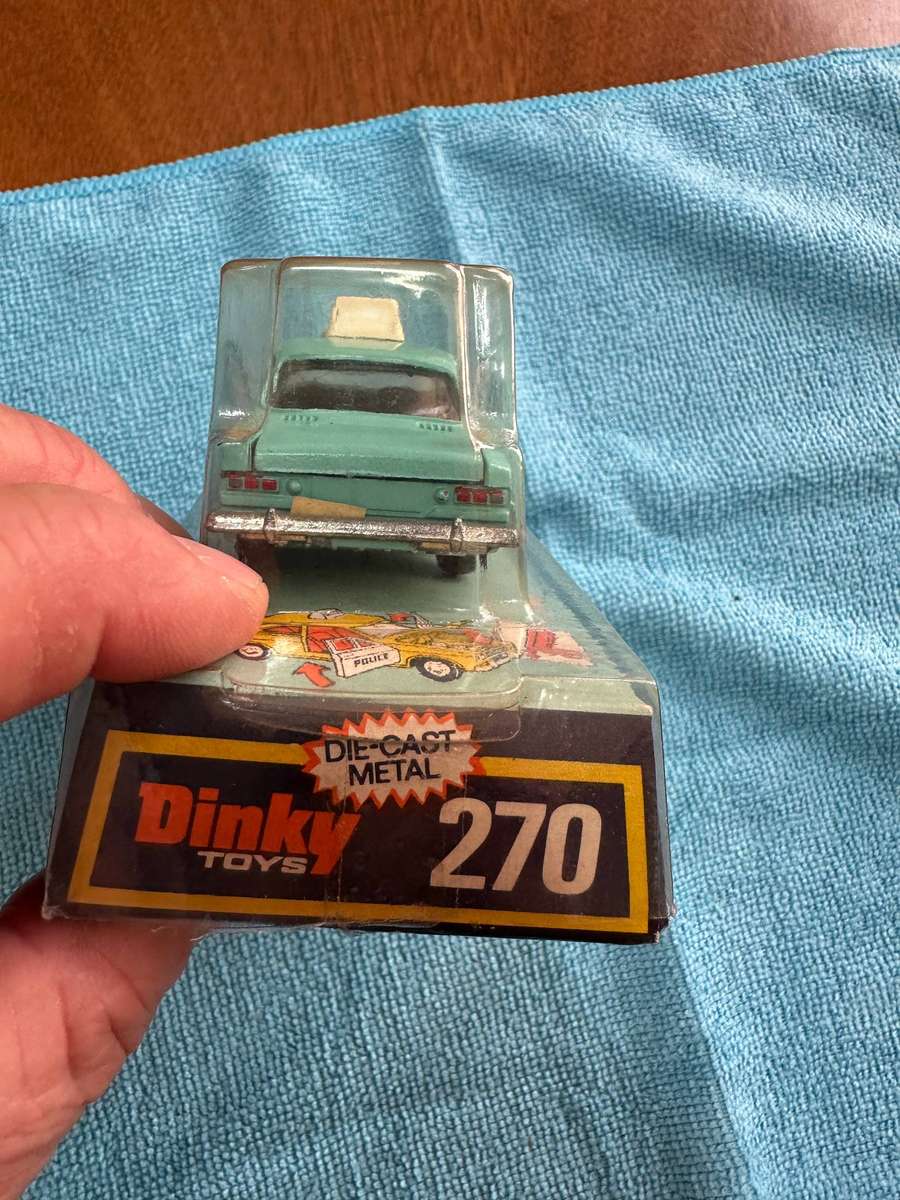 POLICE
DIE-CAST
METAL
Dinky
TOYS
270